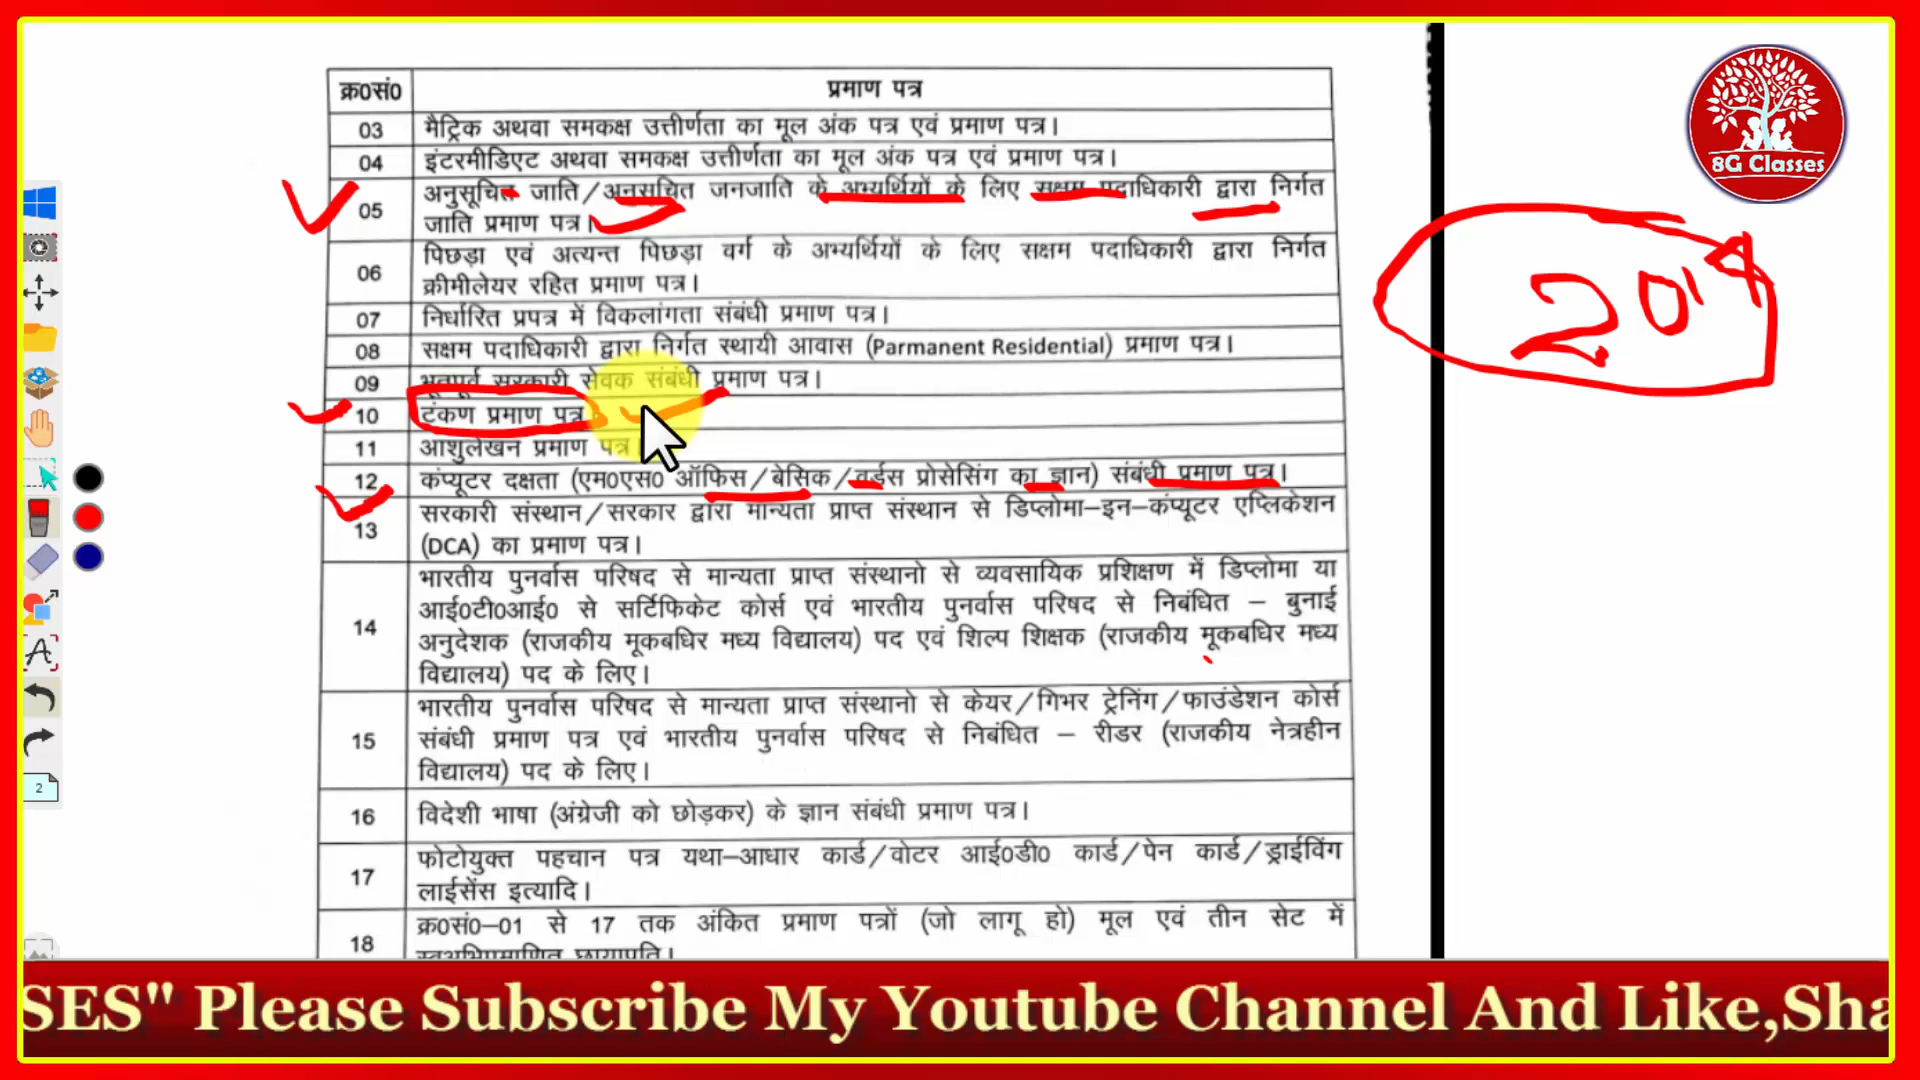 8G Classes
क्र0सं0 प्रमाण पत्र
03 मैट्रिक अथवा समकक्ष उत्तीर्णता का मूल अंक पत्र एवं प्रमाण पत्र।
04 इंटरमीडिएट अथवा समकक्ष उत्तीर्णता का मूल अंक पत्र एवं प्रमाण पत्र।
05 अनुसूचित जाति/अनुसूचित जनजाति के अभ्यर्थियों के लिए सक्षम पदाधिकारी द्वारा निर्गत
जाति प्रमाण पत्र।
06 पिछड़ा एवं अत्यन्त पिछड़ा वर्ग के अभ्यर्थियों के लिए सक्षम पदाधिकारी द्वारा निर्गत
क्रीमीलेयर रहित प्रमाण पत्र।
07 निर्धारित प्रपत्र में विकलांगता संबंधी प्रमाण पत्र।
08 सक्षम पदाधिकारी द्वारा निर्गत स्थायी आवास (Parmanent Residential) प्रमाण पत्र।
09 भूतपूर्व सरकारी सेवक संबंधी प्रमाण पत्र।
10 टंकण प्रमाण पत्र
11 आशुलेखन प्रमाण पत्र।
12 कंप्यूटर दक्षता (एम0एस0 ऑफिस/बेसिक/वर्ड्स प्रोसेसिंग का ज्ञान) संबंधी प्रमाण पत्र।
13 सरकारी संस्थान/सरकार द्वारा मान्यता प्राप्त संस्थान से डिप्लोमा-इन-कंप्यूटर एप्लिकेशन
(DCA) का प्रमाण पत्र।
14 भारतीय पुनर्वास परिषद से मान्यता प्राप्त संस्थानो से व्यवसायिक प्रशिक्षण में डिप्लोमा या
आई0टी0आई0 से सर्टिफिकेट कोर्स एवं भारतीय पुनर्वास परिषद से निबंधित – बुनाई
अनुदेशक (राजकीय मूकबधिर मध्य विद्यालय) पद एवं शिल्प शिक्षक (राजकीय मूकबधिर मध्य
विद्यालय) पद के लिए।
15 भारतीय पुनर्वास परिषद से मान्यता प्राप्त संस्थानो से केयर/गिभर ट्रेनिंग/फाउंडेशन कोर्स
संबंधी प्रमाण पत्र एवं भारतीय पुनर्वास परिषद से निबंधित – रीडर (राजकीय नेत्रहीन
विद्यालय) पद के लिए।
16 विदेशी भाषा (अंग्रेजी को छोड़कर) के ज्ञान संबंधी प्रमाण पत्र।
17 फोटोयुक्त पहचान पत्र यथा-आधार कार्ड/वोटर आई0डी0 कार्ड/पेन कार्ड/ड्राईविंग
लाईसेंस इत्यादि।
18 क्र0सं0-01 से 17 तक अंकित प्रमाण पत्रों (जो लागू हो) मूल एवं तीन सेट में
स्वअभिप्रमाणित छायाप्रति।
2
SES" Please Subscribe My Youtube Channel And Like,Sha